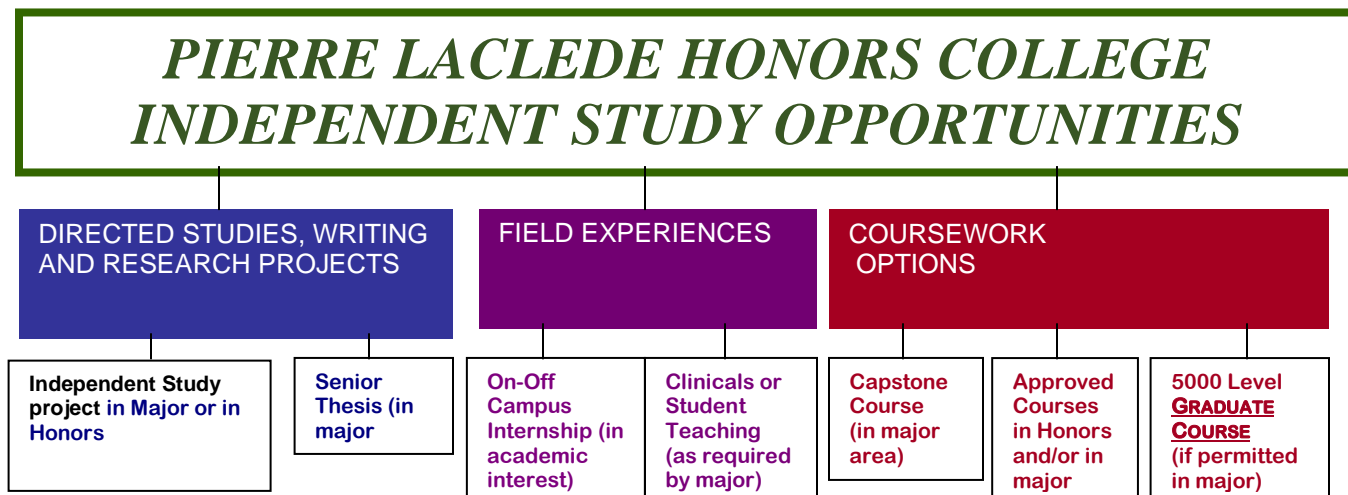 PIERRE LACLEDE HONORS COLLEGE
INDEPENDENT STUDY OPPORTUNITIES
DIRECTED STUDIES, WRITING
AND RESEARCH PROJECTS
FIELD EXPERIENCES
COURSEWORK
OPTIONS
Independent Study
project in Major or in
Honors
Senior
Thesis (in
major
On-Off
Campus
Internship (in
academic
interest)
Clinicals or
Student
Teaching
(as required
by major)
Capstone
Course
(in major
area)
Approved
Courses
in Honors
and/or in
major
5000 Level
GRADUATE
COURSE
(if permitted
in major)